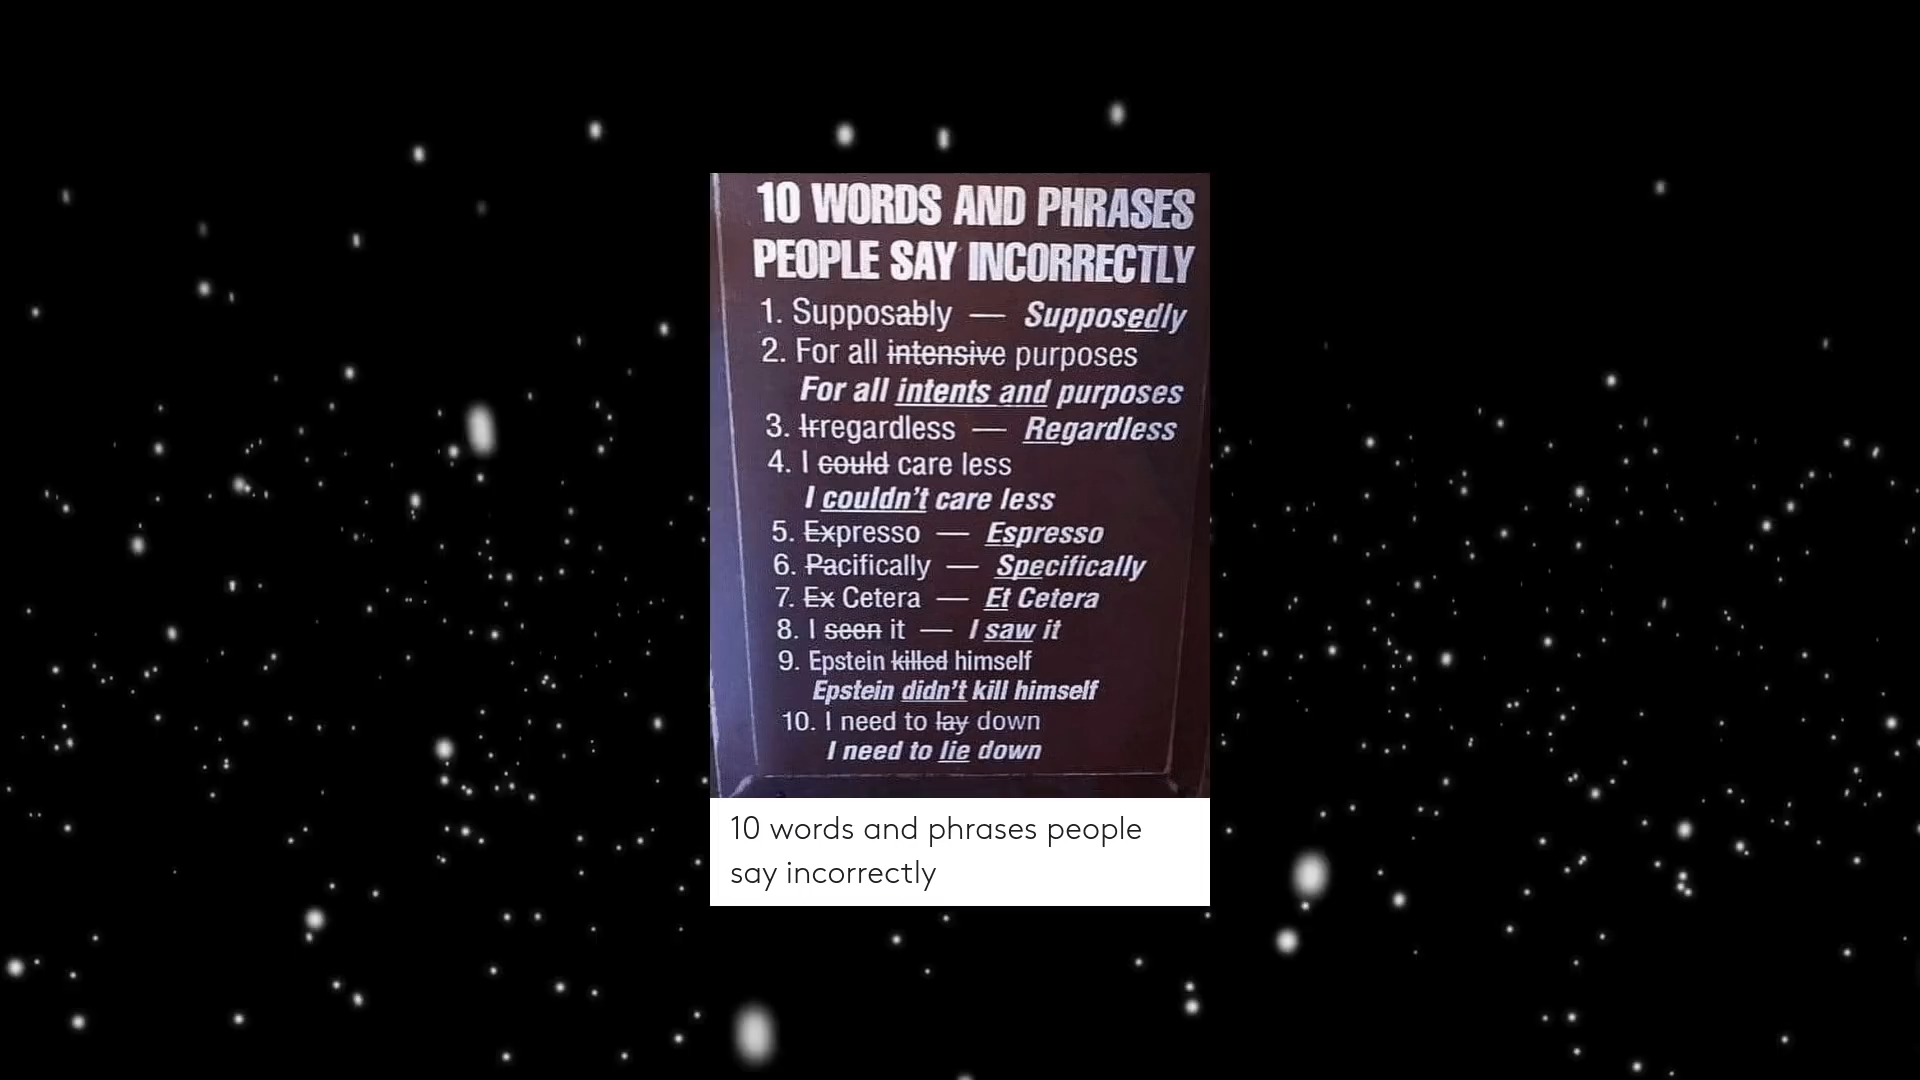 10 WORDS AND PHRASES
PEOPLE SAY INCORRECTLY
1. Supposably — Supposedly
2. For all intensive purposes
For all intents and purposes
3. Irregardless — Regardless
4. I could care less
I couldn't care less
5. Expresso — Espresso
6. Pacifically — Specifically
7. Ex Cetera — Et Cetera
8. I seen it — I saw it
9. Epstein killed himself
Epstein didn't kill himself
10. I need to lay down
I need to lie down
10 words and phrases people
say incorrectly